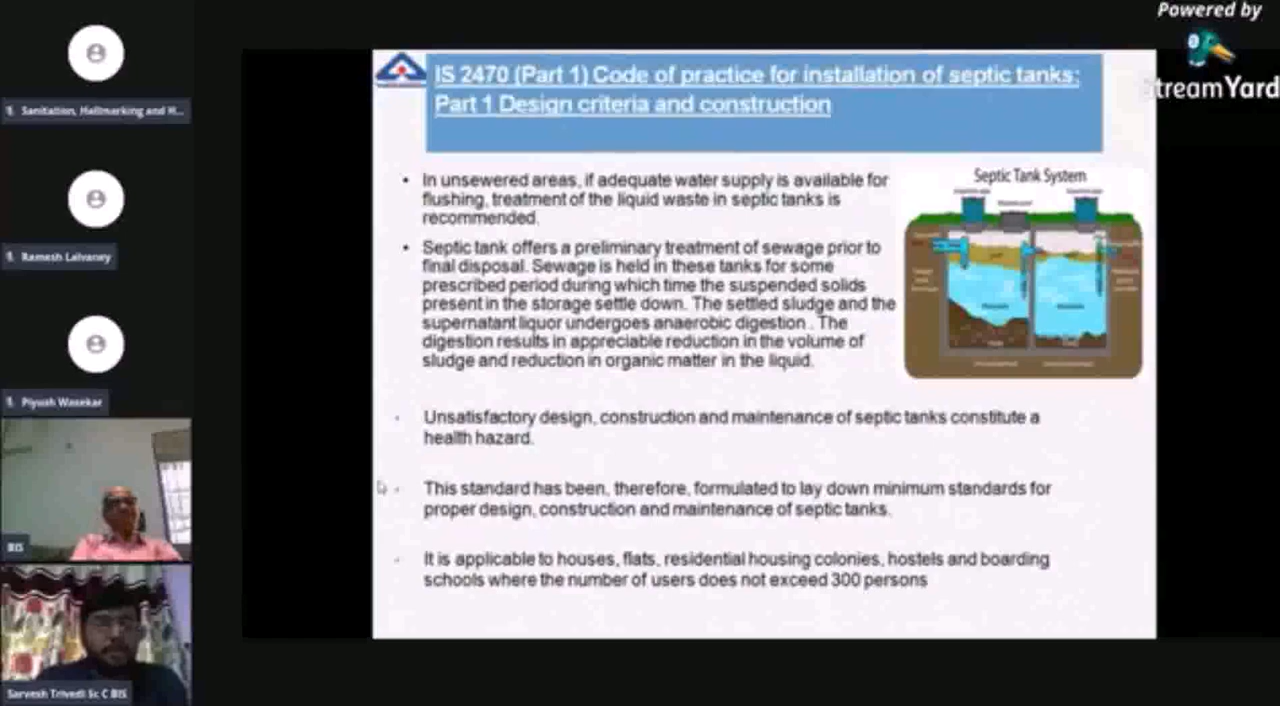 Powered by
StreamYard
Sanitation, Hallmarking and H...
Ramesh Lalvaney
Piyush Wasekar
BIS
Sarvesh Trivedi Sc C BIS
IS 2470 (Part 1) Code of practice for installation of septic tanks:
Part 1 Design criteria and construction
• In unsewered areas, if adequate water supply is available for
flushing, treatment of the liquid waste in septic tanks is
recommended.
• Septic tank offers a preliminary treatment of sewage prior to
final disposal. Sewage is held in these tanks for some
prescribed period during which time the suspended solids
present in the storage settle down. The settled sludge and the
supernatant liquor undergoes anaerobic digestion . The
digestion results in appreciable reduction in the volume of
sludge and reduction in organic matter in the liquid.
Septic Tank System
Unsatisfactory design, construction and maintenance of septic tanks constitute a
health hazard.
This standard has been, therefore, formulated to lay down minimum standards for
proper design, construction and maintenance of septic tanks.
It is applicable to houses, flats, residential housing colonies, hostels and boarding
schools where the number of users does not exceed 300 persons